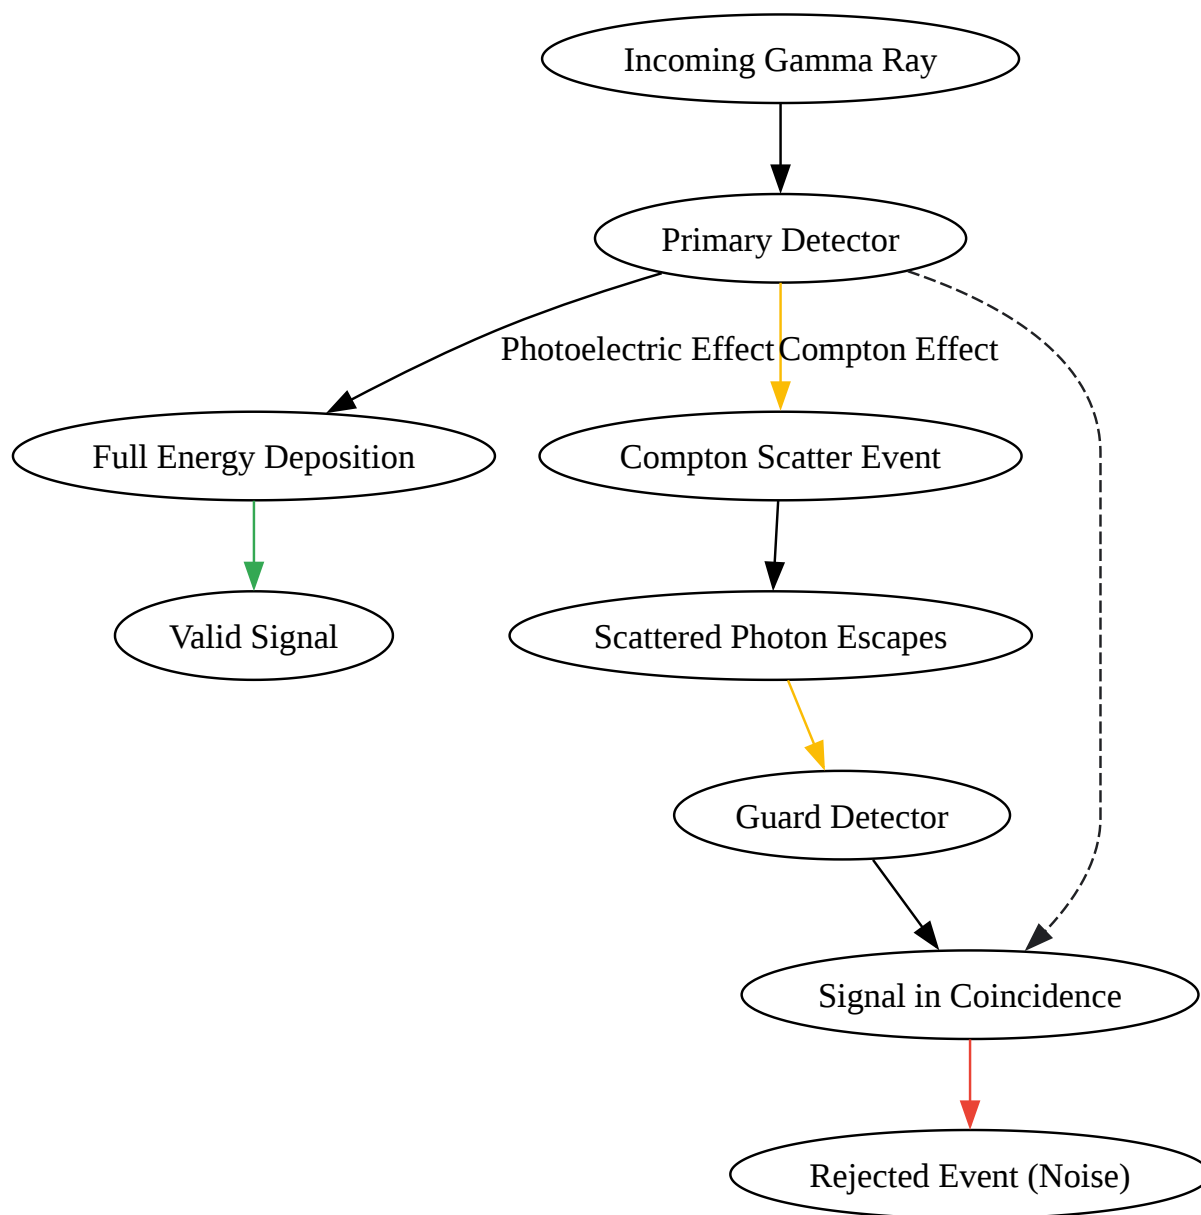 Incoming Gamma Ray
Primary Detector
Photoelectric Effect
Compton Effect
Full Energy Deposition
Compton Scatter Event
Valid Signal
Scattered Photon Escapes
Guard Detector
Signal in Coincidence
Rejected Event (Noise)